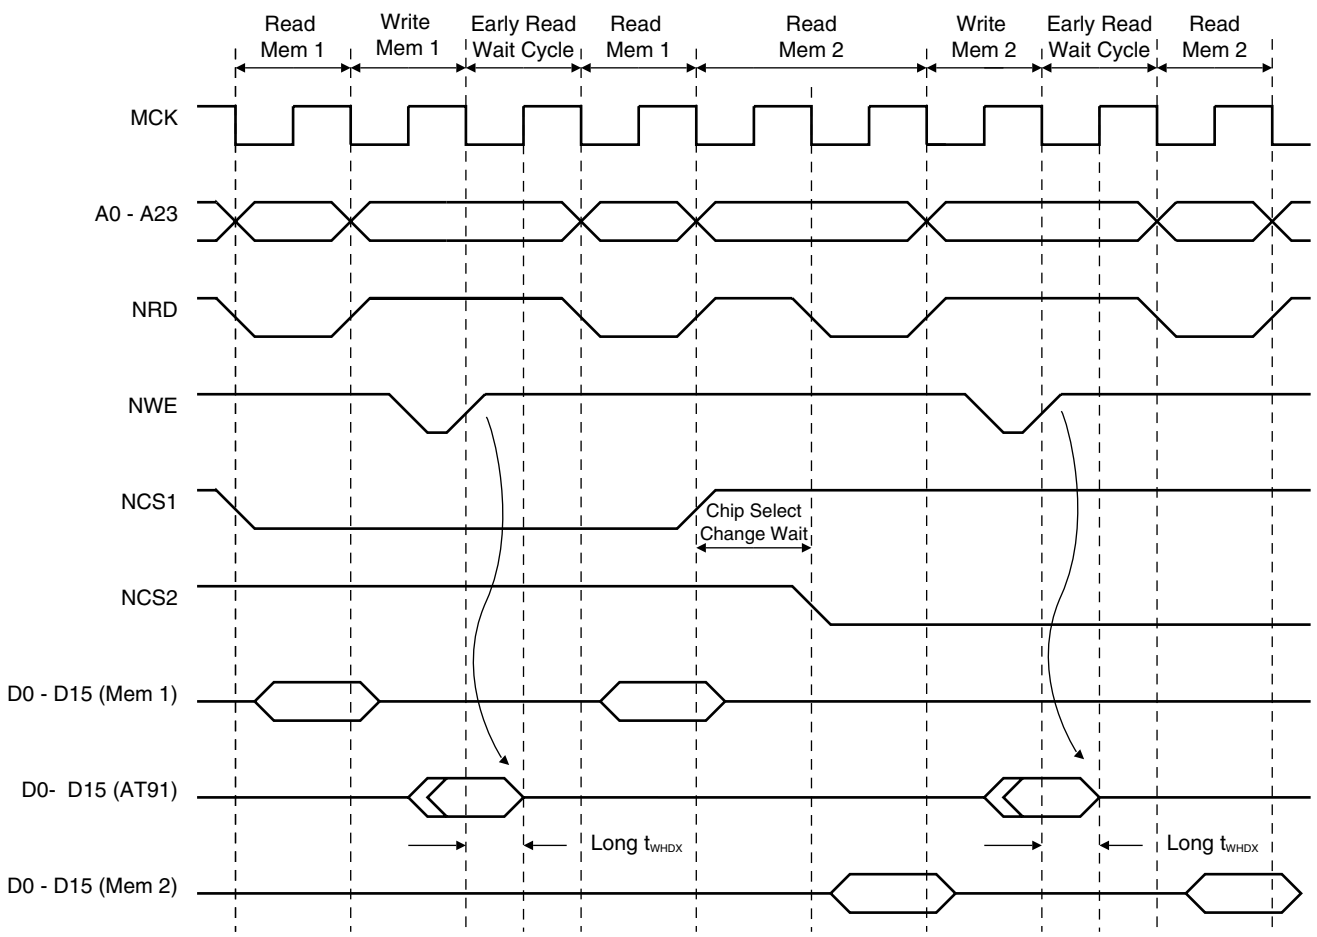 Read
Mem 1
Write
Mem 1
Early Read
Wait Cycle
Read
Mem 1
Read
Mem 2
Write
Mem 2
Early Read
Wait Cycle
Read
Mem 2
MCK
A0 - A23
NRD
NWE
NCS1
Chip Select
Change Wait
NCS2
D0 - D15 (Mem 1)
D0- D15 (AT91)
Long tWHDX
Long tWHDX
D0 - D15 (Mem 2)